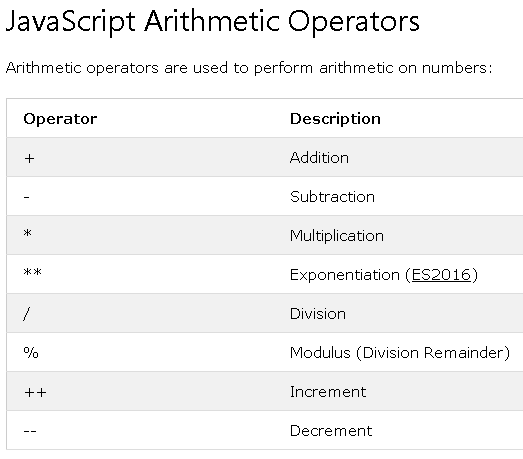 JavaScript Arithmetic Operators
Arithmetic operators are used to perform arithmetic on numbers:
Operator Description
+ Addition
- Subtraction
* Multiplication
** Exponentiation (ES2016)
/ Division
% Modulus (Division Remainder)
++ Increment
-- Decrement